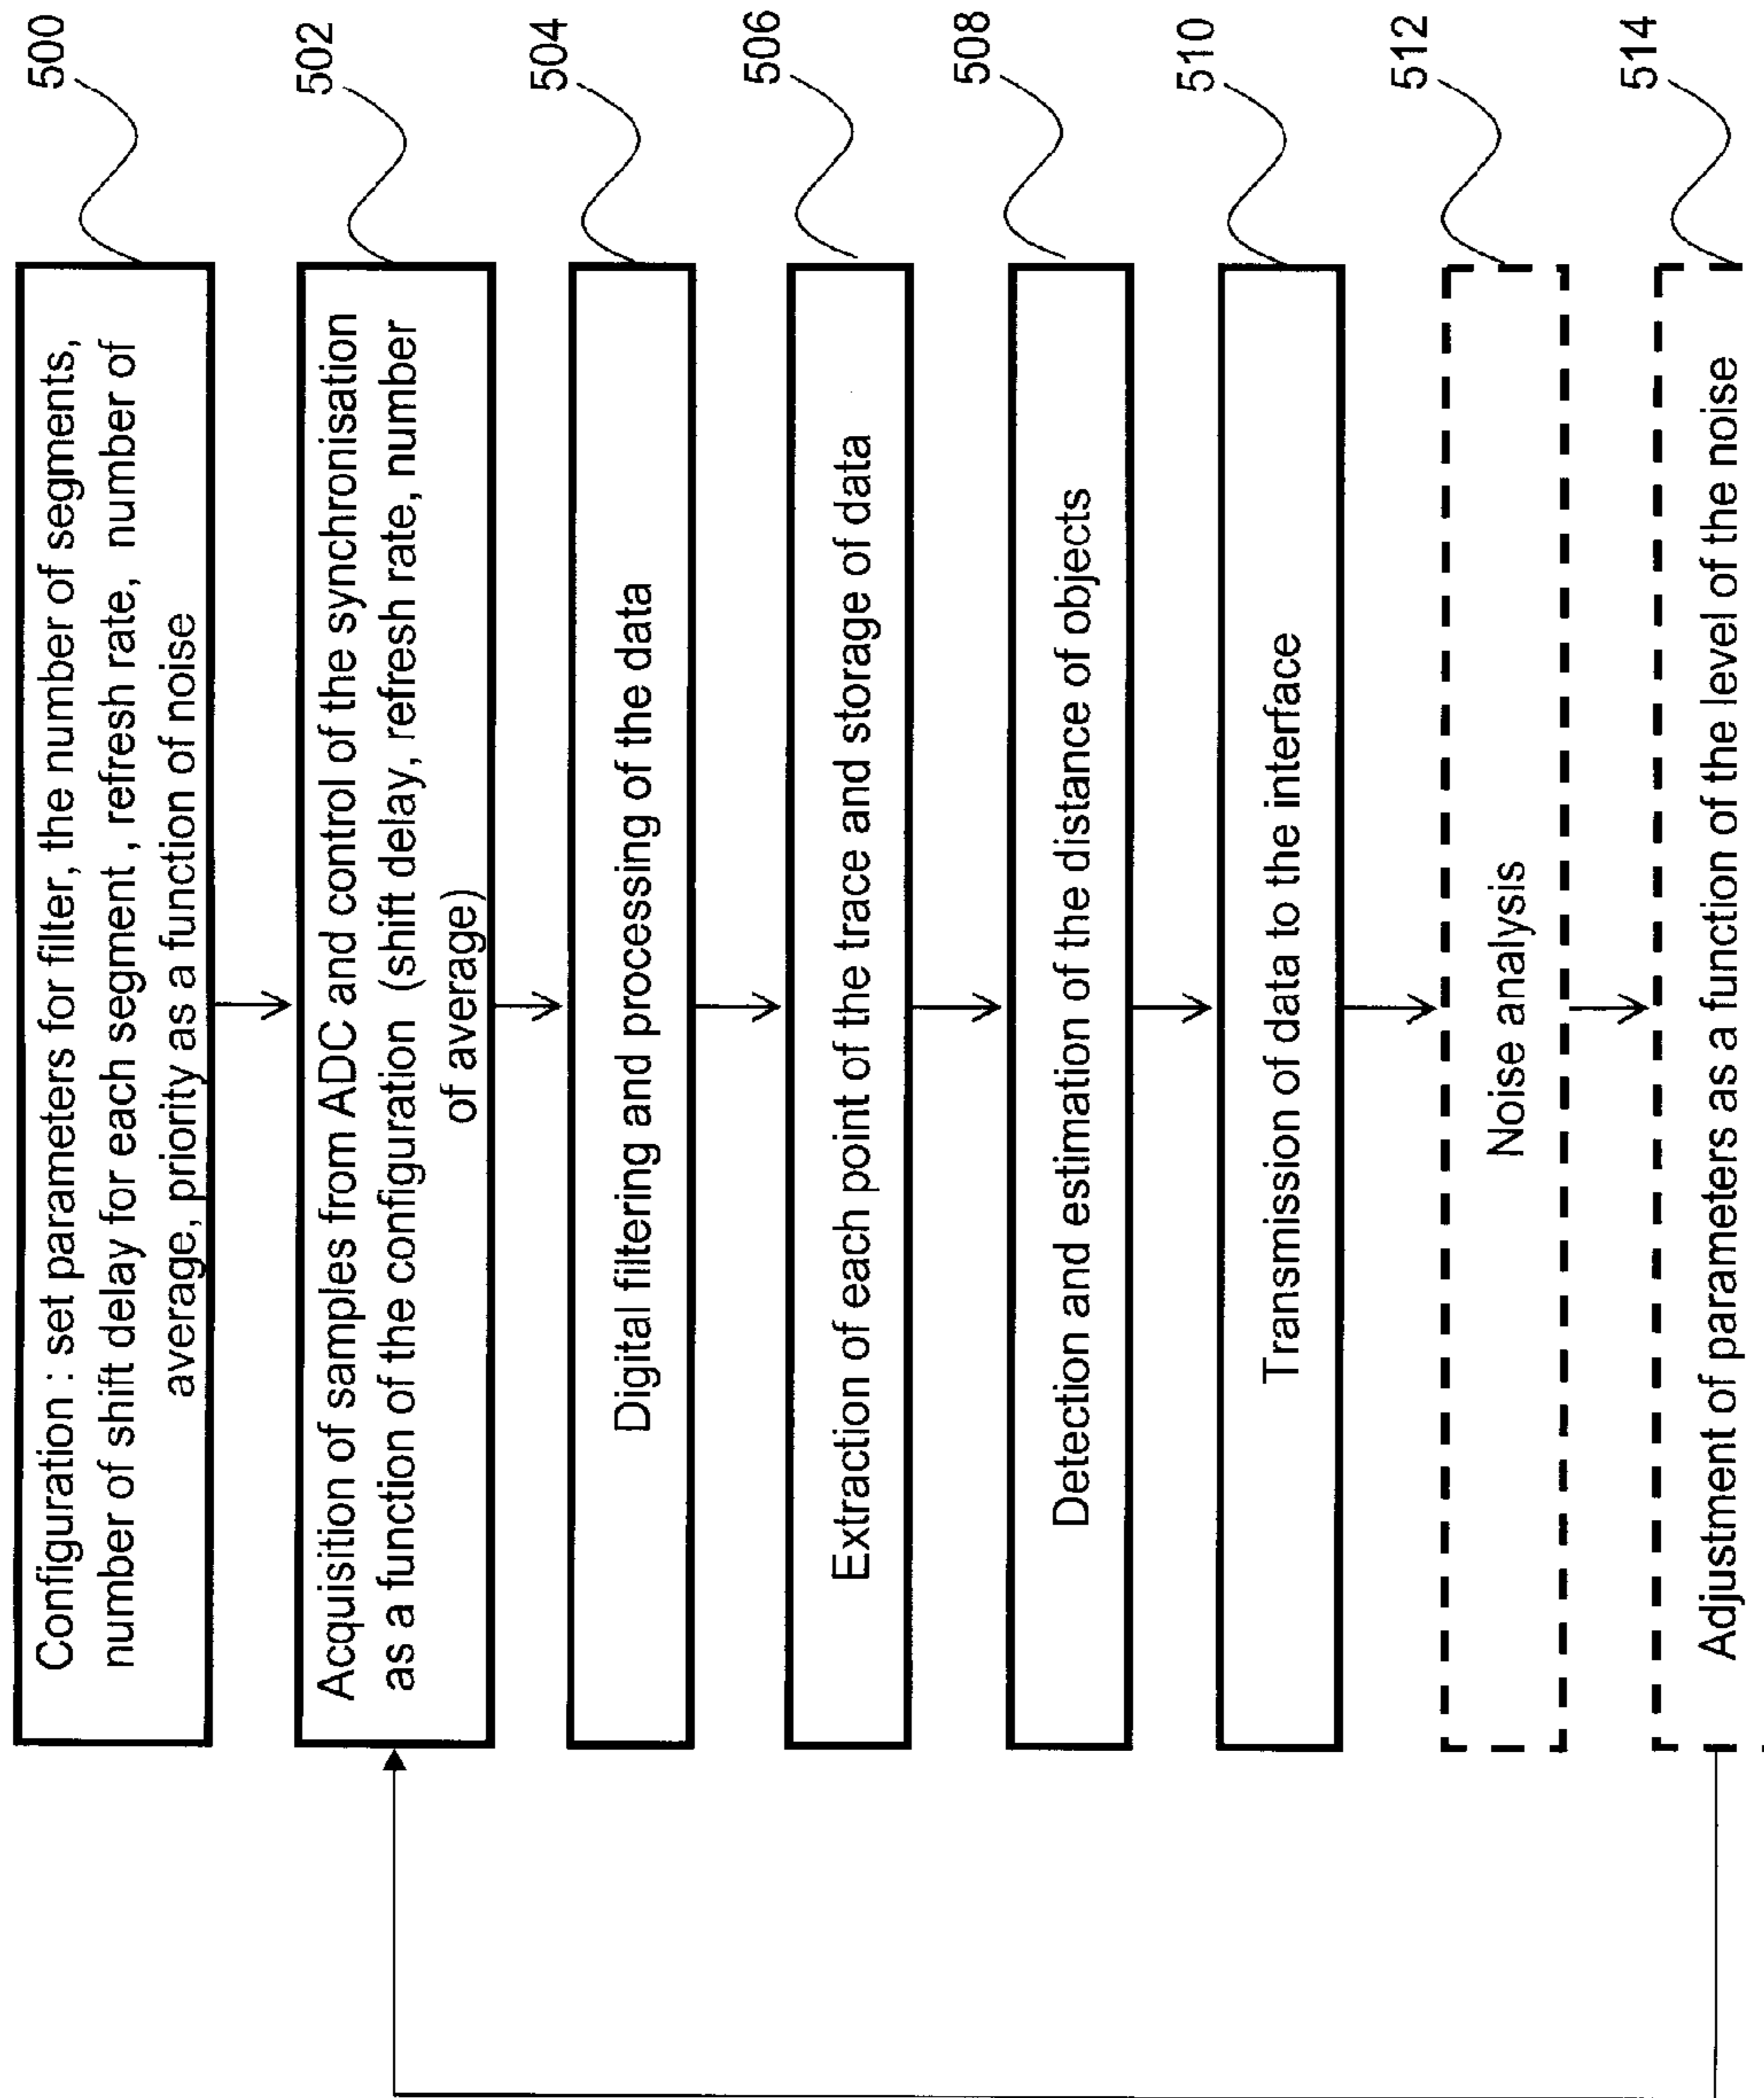 Configuration : set parameters for filter, the number of segments,
number of shift delay for each segment , refresh rate, number of
average, priority as a function of noise
500
Acquisition of samples from ADC and control of the synchronisation
as a function of the configuration (shift delay, refresh rate, number
of average)
502
Digital filtering and processing of the data
504
Extraction of each point of the trace and storage of data
506
Detection and estimation of the distance of objects
508
Transmission of data to the interface
510
Noise analysis
512
Adjustment of parameters as a function of the level of the noise
514